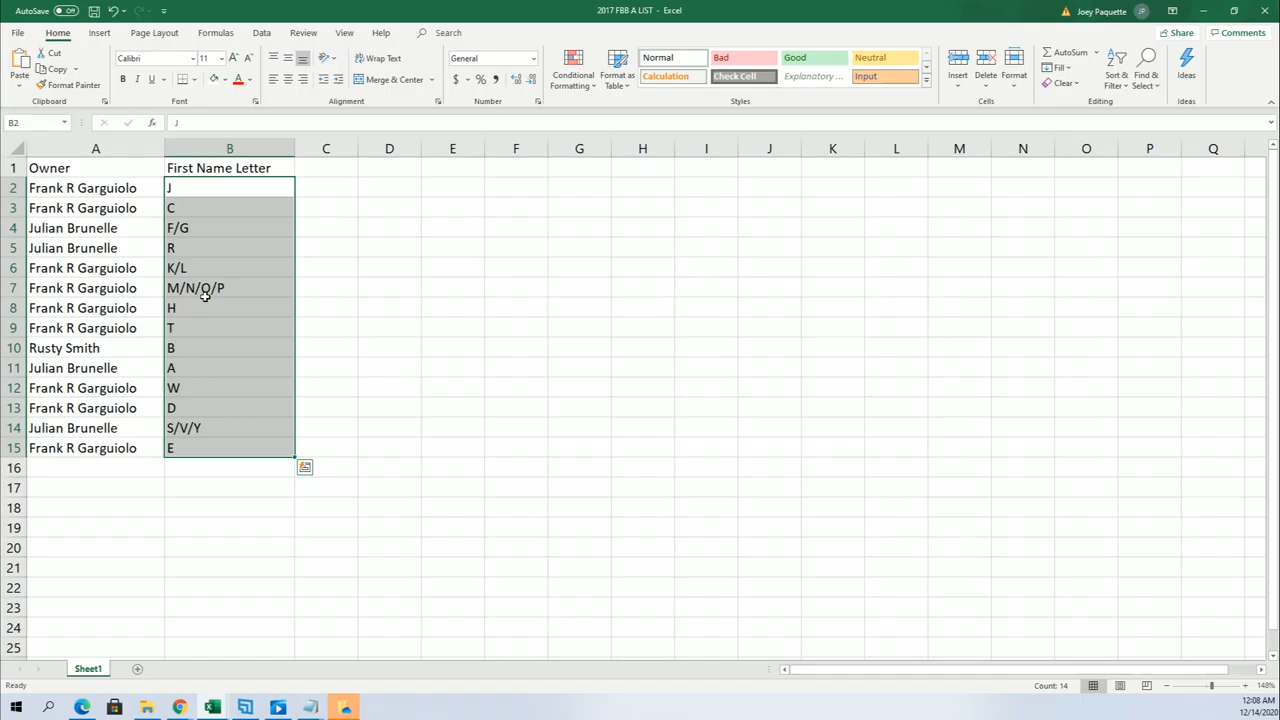 AutoSave Off 2017 FBB A LIST - Excel Joey Paquette JP
File Home Insert Page Layout Formulas Data Review View Help Search Share Comments
Paste Cut Calibri 11 Wrap Text General Normal Bad Good Neutral AutoSum
Copy Conditional Formatting Format as Table Insert Delete Format Fill Sort & Filter Find & Select Ideas
Format Painter B I U Merge & Center $ % Calculation Check Cell Explanatory ... Input Clear
Clipboard Font Alignment Number Styles Cells Editing Ideas
B2 fx J
A B C D E F G H I J K L M N O P Q
1 Owner First Name Letter
2 Frank R Garguiolo J
3 Frank R Garguiolo C
4 Julian Brunelle F/G
5 Julian Brunelle R
6 Frank R Garguiolo K/L
7 Frank R Garguiolo M/N/O/P
8 Frank R Garguiolo H
9 Frank R Garguiolo T
10 Rusty Smith B
11 Julian Brunelle A
12 Frank R Garguiolo W
13 Frank R Garguiolo D
14 Julian Brunelle S/V/Y
15 Frank R Garguiolo E
16
17
18
19
20
21
22
23
24
25
Sheet1
Ready Count: 14 148%
12:08 AM
12/14/2020